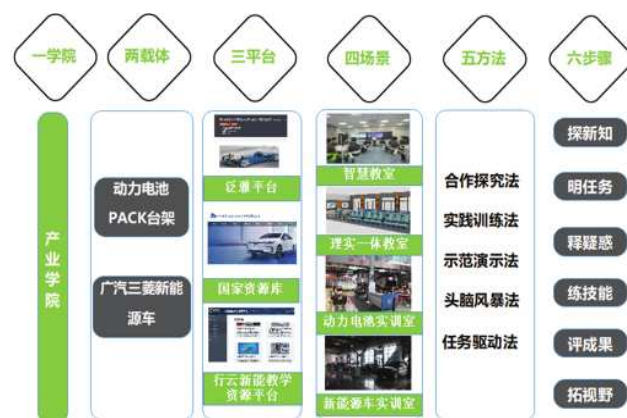 一学院
两载体
三平台
四场景
五方法
六步骤
产业学院
动力电池
PACK台架
广汽三菱新能
源车
泛雅平台
国家资源库
行云新能教学
资源平台
智慧教室
理实一体教室
动力电池实训室
新能源车实训室
合作探究法
实践训练法
示范演示法
头脑风暴法
任务驱动法
探新知
明任务
释疑惑
练技能
评成果
拓视野